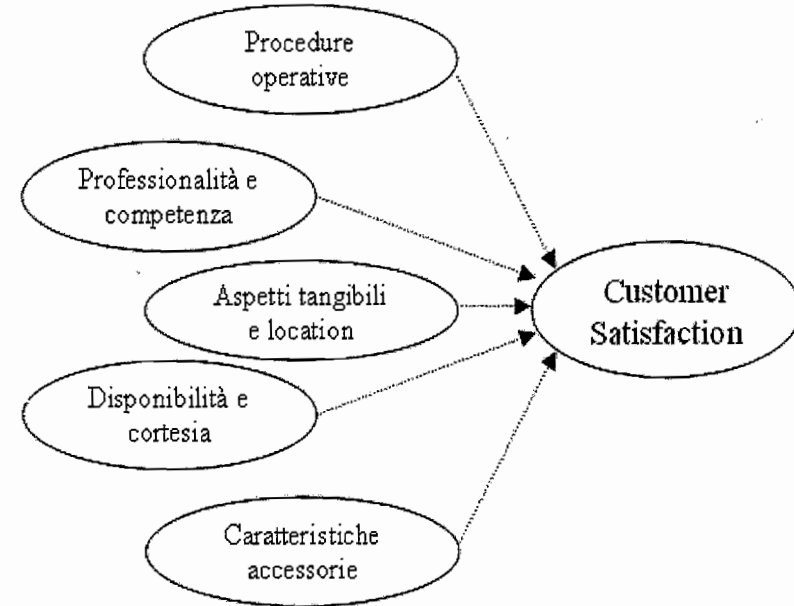 Procedure
operative
Professionalità e
competenza
Aspetti tangibili
e location
Disponibilità e
cortesia
Caratteristiche
accessorie
Customer
Satisfaction